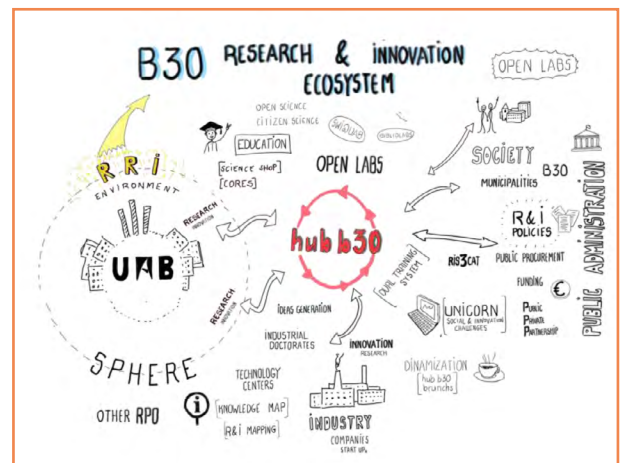 B30 RESEARCH & iNNOVATiON
ECOSYSTEM
OPEN LABS
OPEN SCIENCE
CITIZEN SCIENCE
EDUCATION
[SCIENCE SHOP]
[CORES]
OPEN LABS
SOCIETY
MUNICIPALITIES
B30
PUBLIC ADMINISTRATION
RRi
ENVIRONMENT
RESEARCH
INNOVATION
UAB
RESEARCH
INNOVATION
SPHERE
OTHER RPO
hub b30
R&i
POLICIES
RIS3CAT
PUBLIC PROCUREMENT
FUNDING
€
PUBLIC
PRIVATE
PARTNERSHIP
[DUAL TRAINING
SYSTEM]
[UNICORN]
SOCIAL & INNOVATION
CHALLENGES
IDEAS GENERATION
INDUSTRIAL
DOCTORATES
INNOVATION
RESEARCH
DINAMIZATION
[hub b30
brunchs]
TECHNOLOGY
CENTERS
i
[KNOWLEDGE MAP]
[R&i MAPPING]
iNDUSTRY
COMPANIES
START UPs